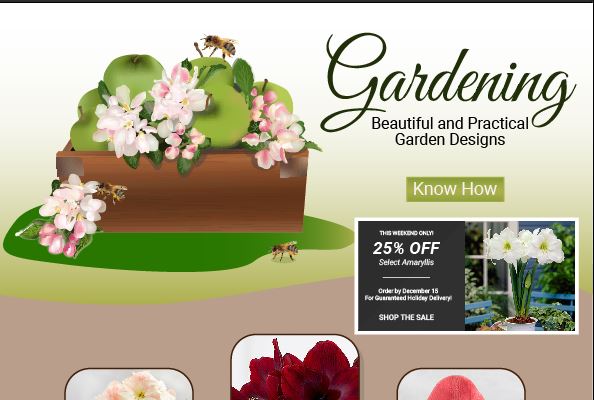 Gardening
Beautiful and Practical
Garden Designs
Know How
THIS WEEKEND ONLY!
25% OFF
Select Amaryllis
Order by December 15
For Guaranteed Holiday Delivery!
SHOP THE SALE